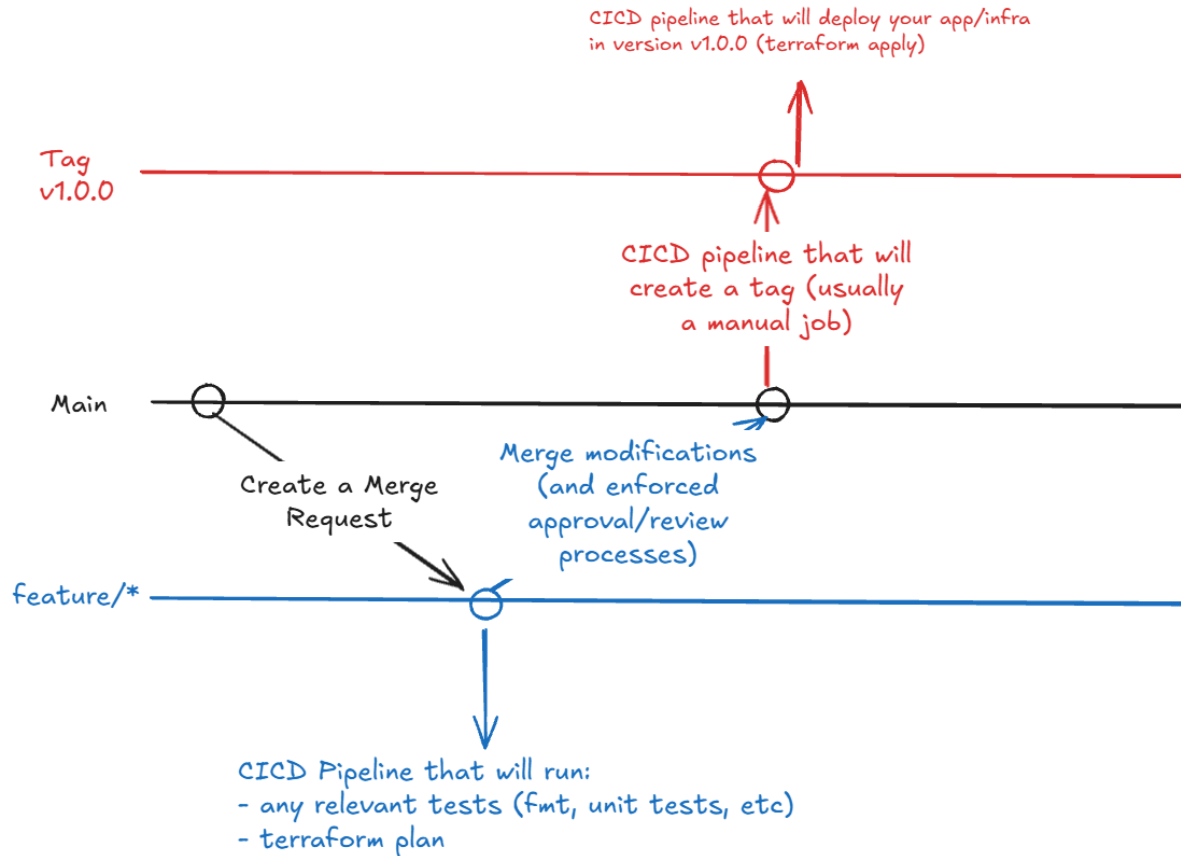 CICD pipeline that will deploy your app/infra
in version v1.0.0 (terraform apply)
Tag
v1.0.0
CICD pipeline that will
create a tag (usually
a manual job)
Main
Create a Merge
Request
Merge modifications
(and enforced
approval/review
processes)
feature/*
CICD Pipeline that will run:
- any relevant tests (fmt, unit tests, etc)
- terraform plan